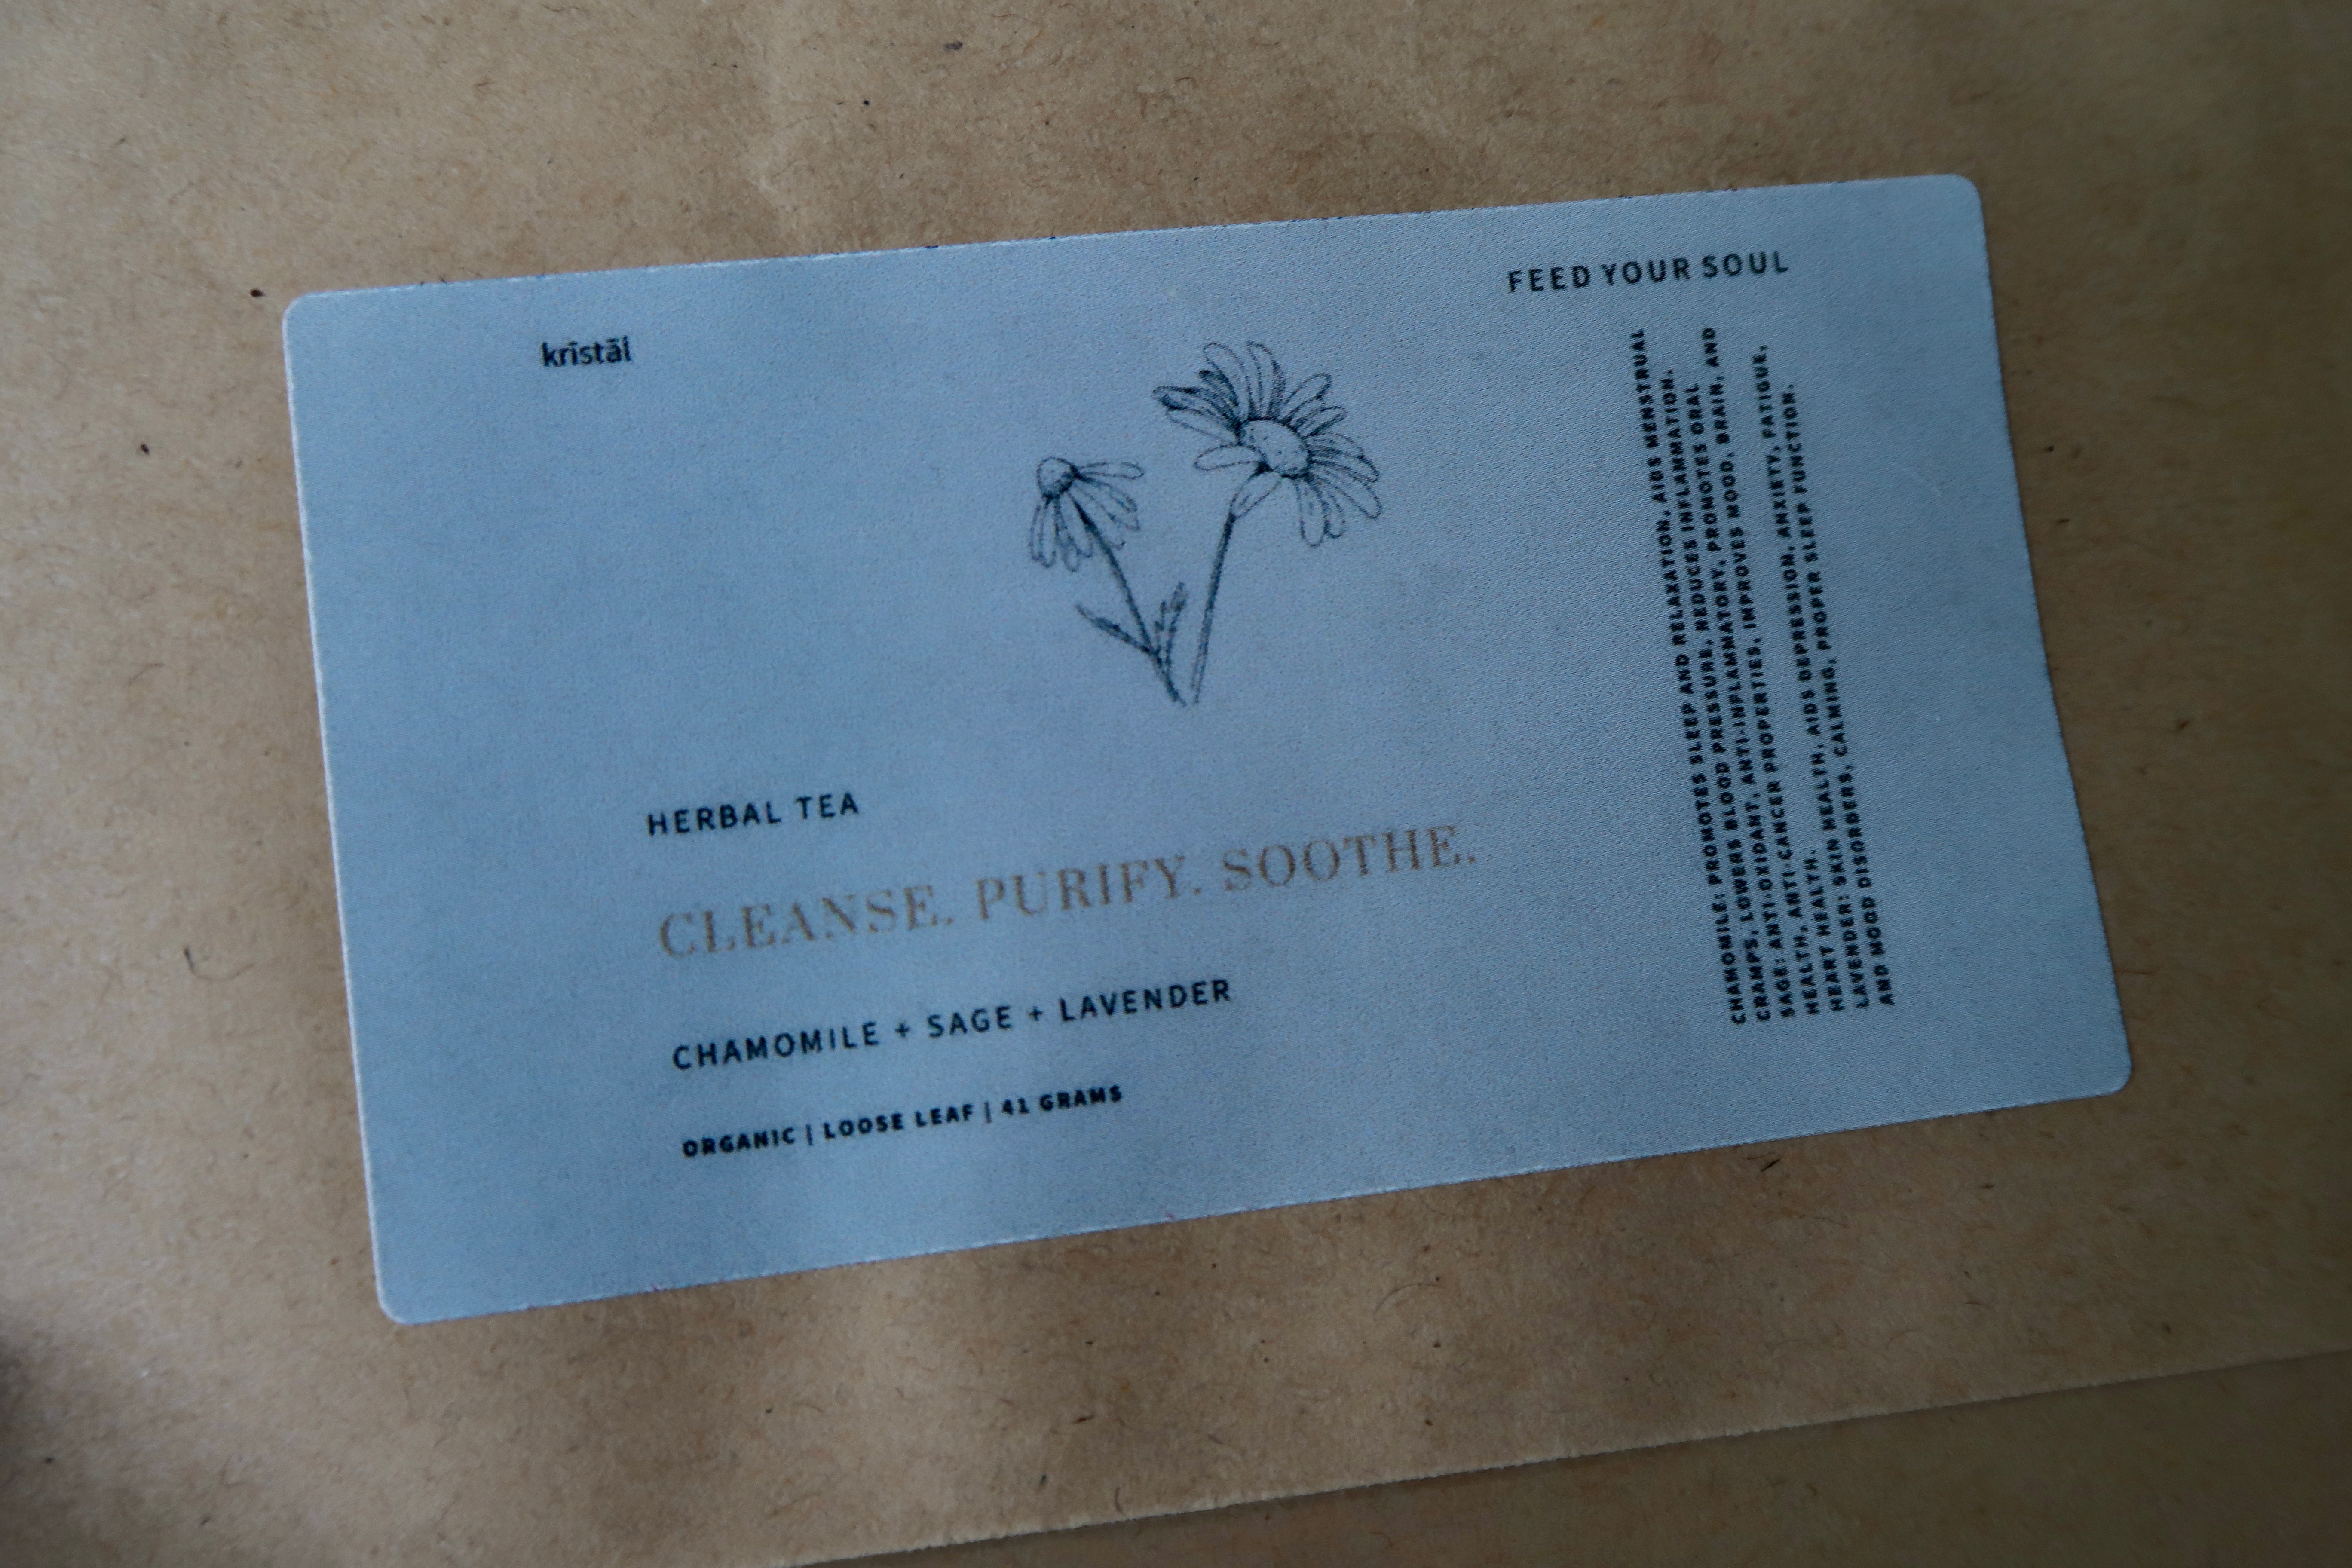 krīstāl
FEED YOUR SOUL
HERBAL TEA
CLEANSE. PURIFY. SOOTHE.
CHAMOMILE + SAGE + LAVENDER
ORGANIC | LOOSE LEAF | 41 GRAMS
CHAMOMILE: PROMOTES SLEEP AND RELAXATION, AIDS MENSTRUAL
CRAMPS, LOWERS BLOOD PRESSURE, REDUCES INFLAMMATION.
SAGE: ANTI-OXIDANT, ANTI-INFLAMMATORY, PROMOTES ORAL
HEALTH, ANTI-CANCER PROPERTIES, IMPROVES MOOD, BRAIN, AND
HEART HEALTH.
LAVENDER: SKIN HEALTH, AIDS DEPRESSION, ANXIETY, FATIGUE,
AND MOOD DISORDERS, CALMING, PROPER SLEEP FUNCTION.